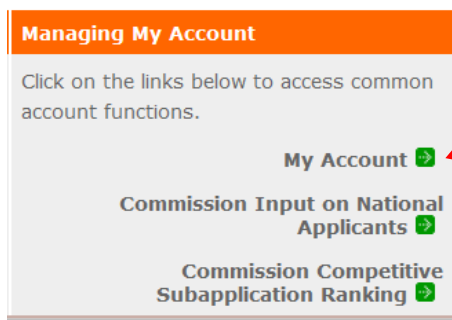 Managing My Account
Click on the links below to access common
account functions.
My Account
Commission Input on National
Applicants
Commission Competitive
Subapplication Ranking